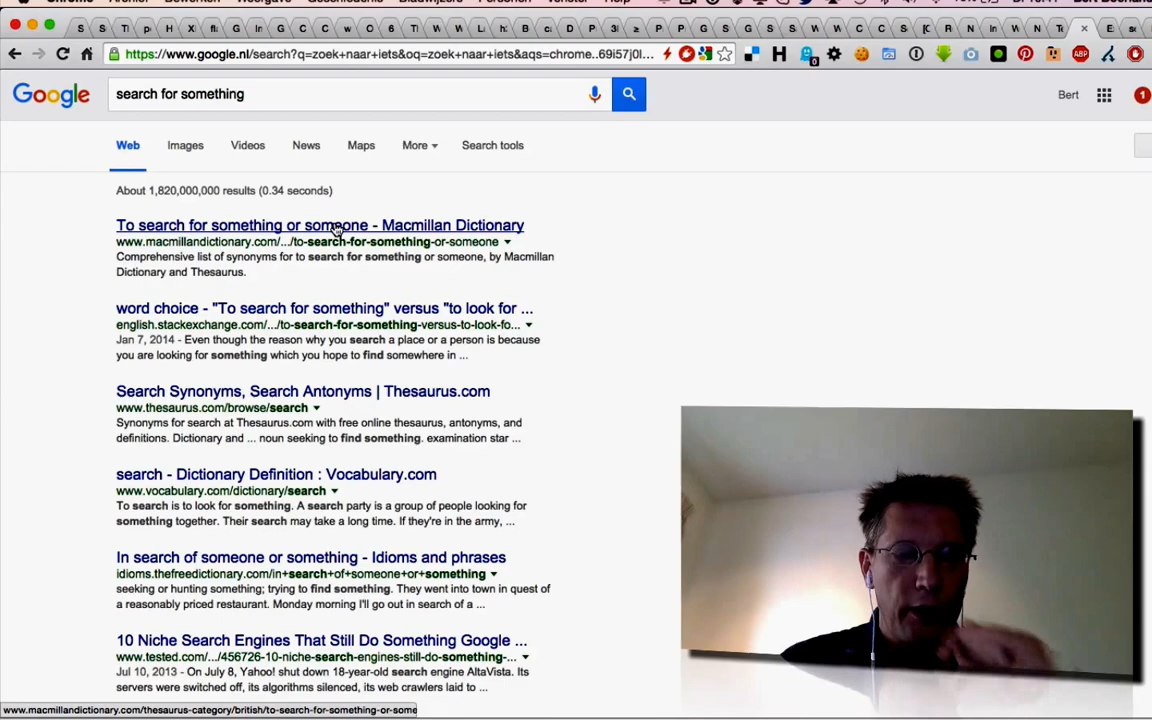 https://www.google.nl/search?q=zoek+naar+iets&oq=zoek+naar+iets&aqs=chrome..69i57j0l...
Google
search for something
Bert
1
Web
Images
Videos
News
Maps
More
Search tools
About 1,820,000,000 results (0.34 seconds)
To search for something or someone - Macmillan Dictionary
www.macmillandictionary.com/.../to-search-for-something-or-someone
Comprehensive list of synonyms for to search for something or someone, by Macmillan
Dictionary and Thesaurus.
word choice - "To search for something" versus "to look for ...
english.stackexchange.com/.../to-search-for-something-versus-to-look-fo...
Jan 7, 2014 - Even though the reason why you search a place or a person is because
you are looking for something which you hope to find somewhere in ...
Search Synonyms, Search Antonyms | Thesaurus.com
www.thesaurus.com/browse/search
Synonyms for search at Thesaurus.com with free online thesaurus, antonyms, and
definitions. Dictionary and ... noun seeking to find something. examination star ...
search - Dictionary Definition : Vocabulary.com
www.vocabulary.com/dictionary/search
To search is to look for something. A search party is a group of people looking for
something together. Their search may take a long time. If they're in the army, ...
In search of someone or something - Idioms and phrases
idioms.thefreedictionary.com/in+search+of+someone+or+something
seeking or hunting something; trying to find something. They went into town in quest of
a reasonably priced restaurant. Monday morning I'll go out in search of a ...
10 Niche Search Engines That Still Do Something Google ...
www.tested.com/.../456726-10-niche-search-engines-still-do-something-...
Jul 10, 2013 - On July 8, Yahoo! shut down 18-year-old search engine AltaVista. Its
servers were switched off, its algorithms silenced, its web crawlers laid to ...
www.macmillandictionary.com/thesaurus-category/british/to-search-for-something-or-some